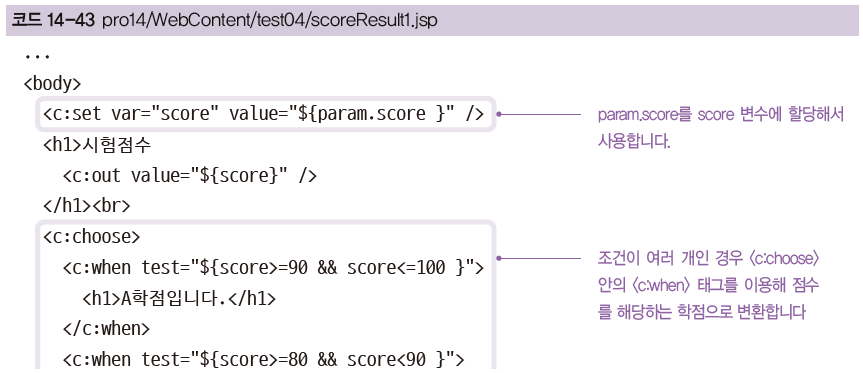 코드 14-43 pro14/WebContent/test04/scoreResult1.jsp
...
<body>
<c:set var="score" value="${param.score }" />
param.score를 score 변수에 할당해서
사용합니다.
<h1>시험점수
<c:out value="${score}" />
</h1><br>
<c:choose>
<c:when test="${score>=90 && score<=100 }">
<h1>A학점입니다.</h1>
</c:when>
<c:when test="${score>=80 && score<90 }">
조건이 여러 개인 경우 <c:choose>
안의 <c:when> 태그를 이용해 점수
를 해당하는 학점으로 변환합니다